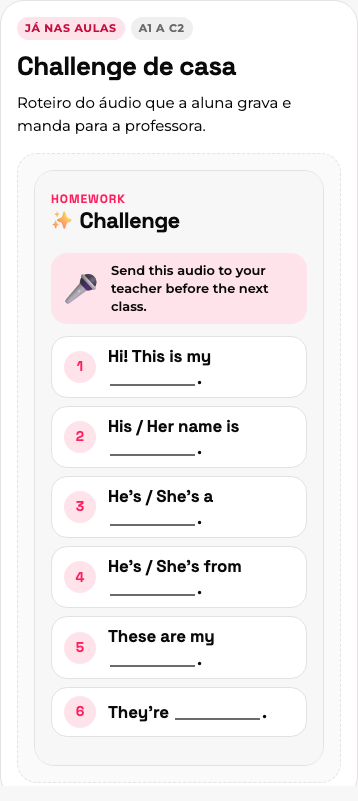 JÁ NAS AULAS A1 A C2
Challenge de casa
Roteiro do áudio que a aluna grava e
manda para a professora.
HOMEWORK
✨ Challenge
Send this audio to your
teacher before the next
class.
1 Hi! This is my
__________.
2 His / Her name is
__________.
3 He's / She's a
__________.
4 He's / She's from
__________.
5 These are my
__________.
6 They're __________.